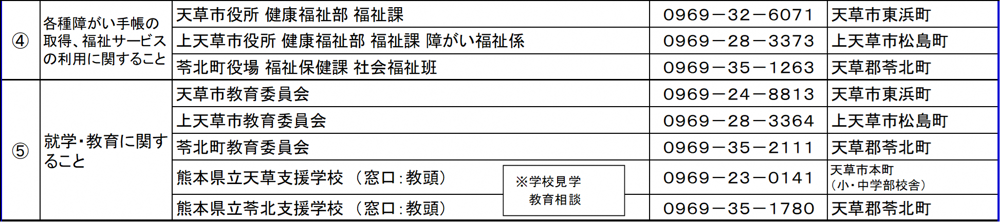 ④
各種障がい手帳の
取得、福祉サービス
の利用に関すること
天草市役所 健康福祉部 福祉課
0969－32－6071
天草市東浜町
上天草市役所 健康福祉部 福祉課 障がい福祉係
0969－28－3373
上天草市松島町
苓北町役場 福祉保健課 社会福祉班
0969－35－1263
天草郡苓北町
⑤
就学・教育に関す
ること
天草市教育委員会
0969－24－8813
天草市東浜町
上天草市教育委員会
0969－28－3364
上天草市松島町
苓北町教育委員会
0969－35－2111
天草郡苓北町
熊本県立天草支援学校 （窓口：教頭）
0969－23－0141
天草市本町
（小・中学部校舎）
熊本県立苓北支援学校 （窓口：教頭）
0969－35－1780
天草郡苓北町
※学校見学
教育相談